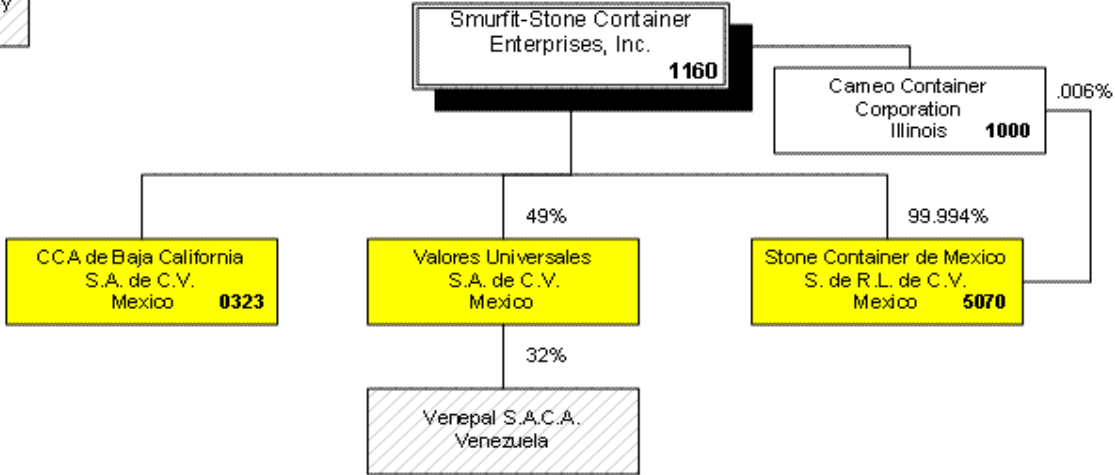 y
Smurfit-Stone Container
Enterprises, Inc.
1160
Cameo Container
Corporation
Illinois 1000
.006%
49%
99.994%
CCA de Baja California
S.A. de C.V.
Mexico 0323
Valores Universales
S.A. de C.V.
Mexico
Stone Container de Mexico
S. de R.L. de C.V.
Mexico 5070
32%
Venepal S.A.C.A.
Venezuela